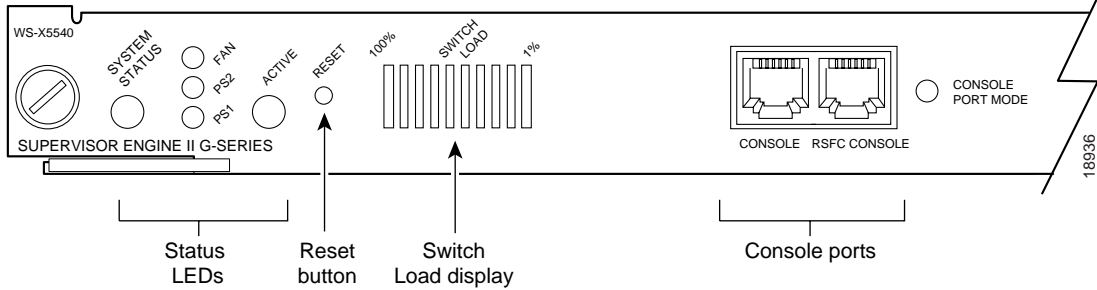 WS-X5540
SYSTEM
STATUS
FAN
PS2
PS1
ACTIVE
RESET
100%
SWITCH
LOAD
1%
CONSOLE
PORT MODE
SUPERVISOR ENGINE II G-SERIES
CONSOLE
RSFC CONSOLE
18936
Status
LEDs
Reset
button
Switch
Load display
Console ports